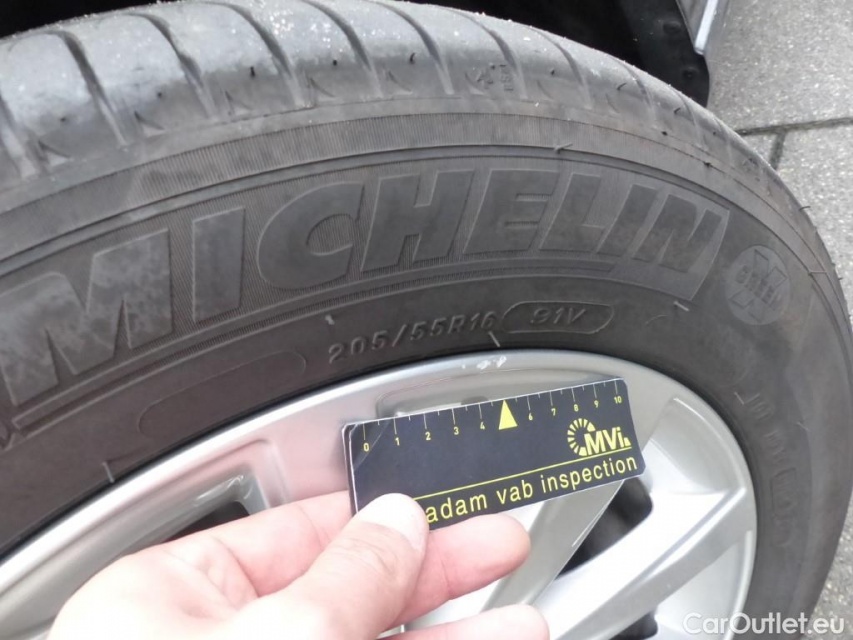 MICHELIN
205/55R16 91V
0 1 2 3 4 6 7 8 9 10
MVi
adam vab inspection
CarOutlet.eu